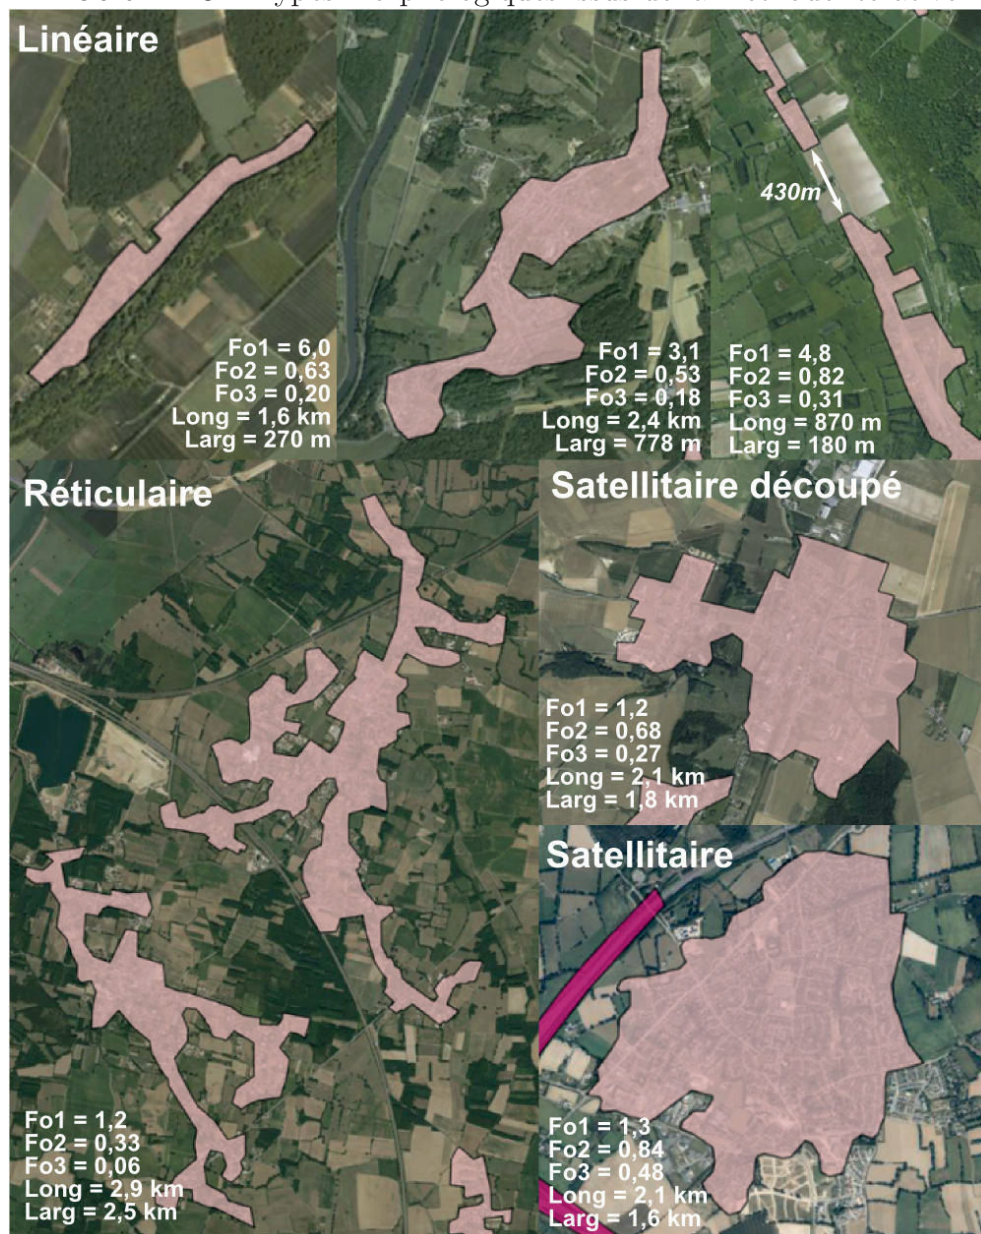 Linéaire
430m
Fo1 = 6,0
Fo2 = 0,63
Fo3 = 0,20
Long = 1,6 km
Larg = 270 m
Fo1 = 3,1
Fo2 = 0,53
Fo3 = 0,18
Long = 2,4 km
Larg = 778 m
Fo1 = 4,8
Fo2 = 0,82
Fo3 = 0,31
Long = 870 m
Larg = 180 m
Réticulaire
Fo1 = 1,2
Fo2 = 0,33
Fo3 = 0,06
Long = 2,9 km
Larg = 2,5 km
Satellitaire découpé
Fo1 = 1,2
Fo2 = 0,68
Fo3 = 0,27
Long = 2,1 km
Larg = 1,8 km
Satellitaire
Fo1 = 1,3
Fo2 = 0,84
Fo3 = 0,48
Long = 2,1 km
Larg = 1,6 km